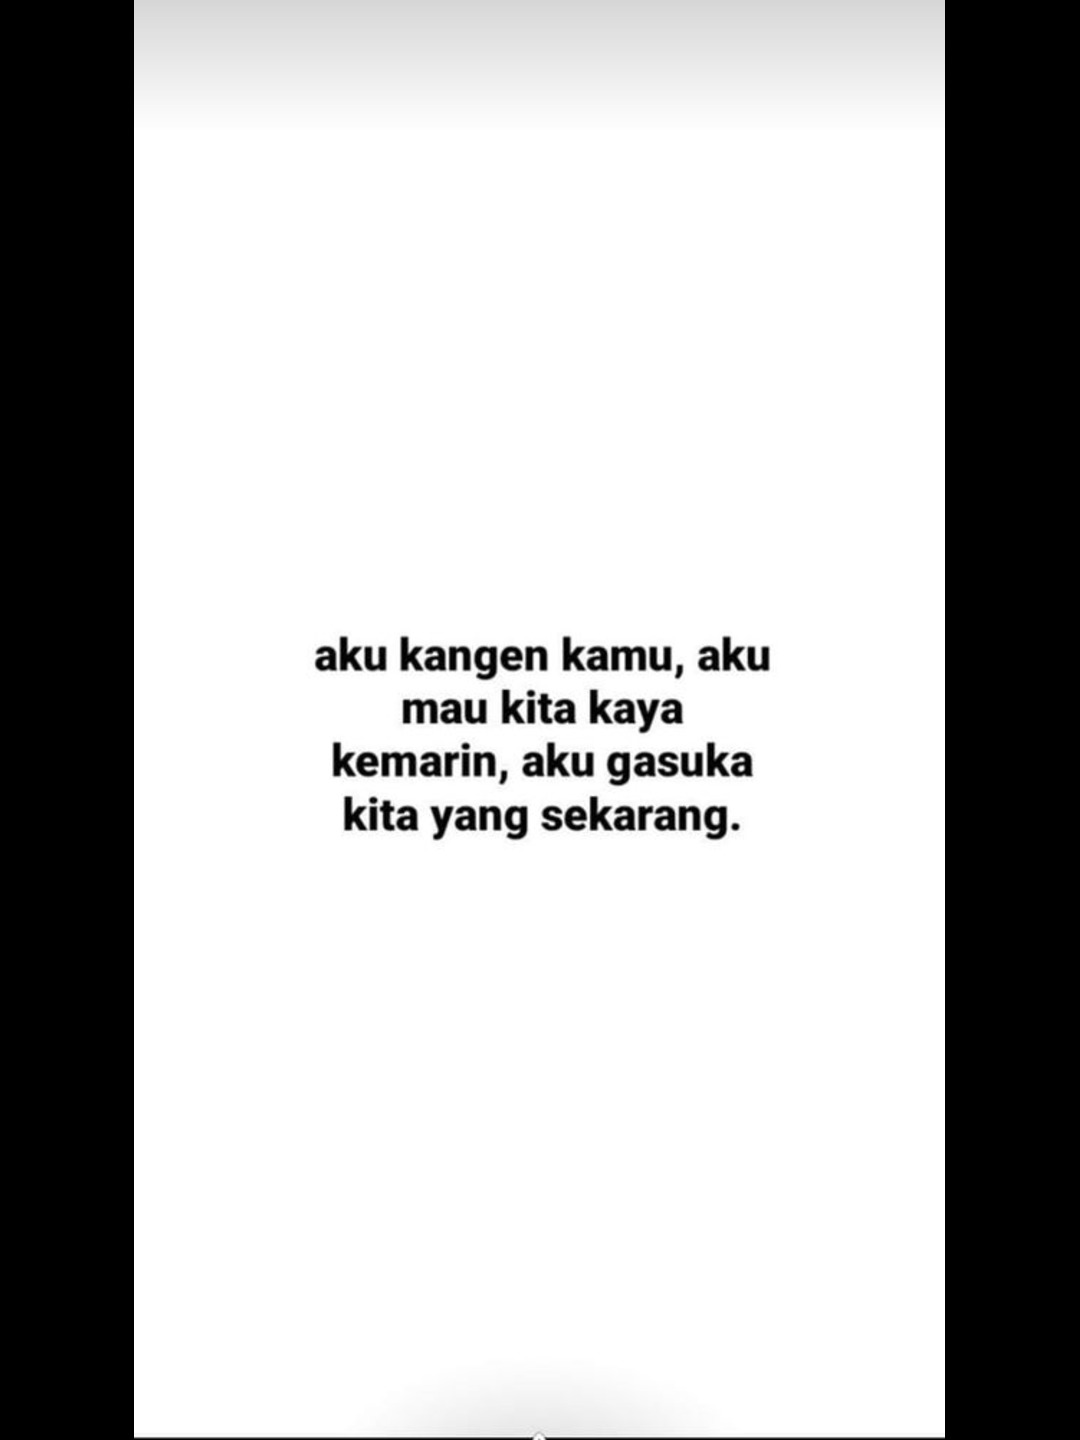 aku kangen kamu, aku
mau kita kaya
kemarin, aku gasuka
kita yang sekarang.